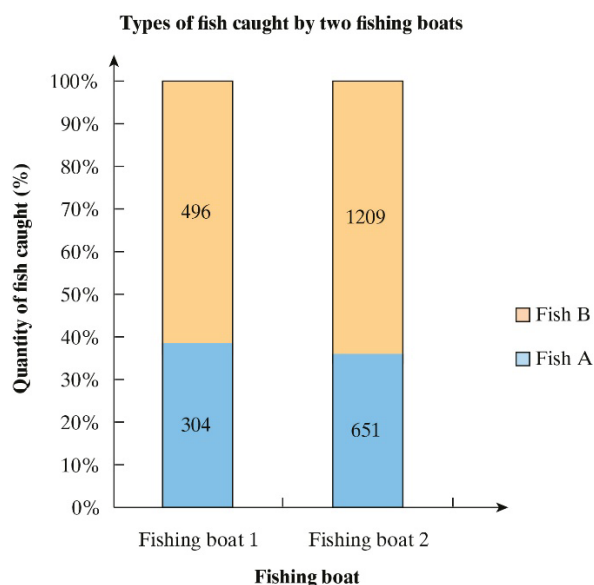 Types of fish caught by two fishing boats
Quantity of fish caught (%)
100%
90%
80%
70%
60%
50%
40%
30%
20%
10%
0%
496
1209
304
651
Fish B
Fish A
Fishing boat 1
Fishing boat 2
Fishing boat